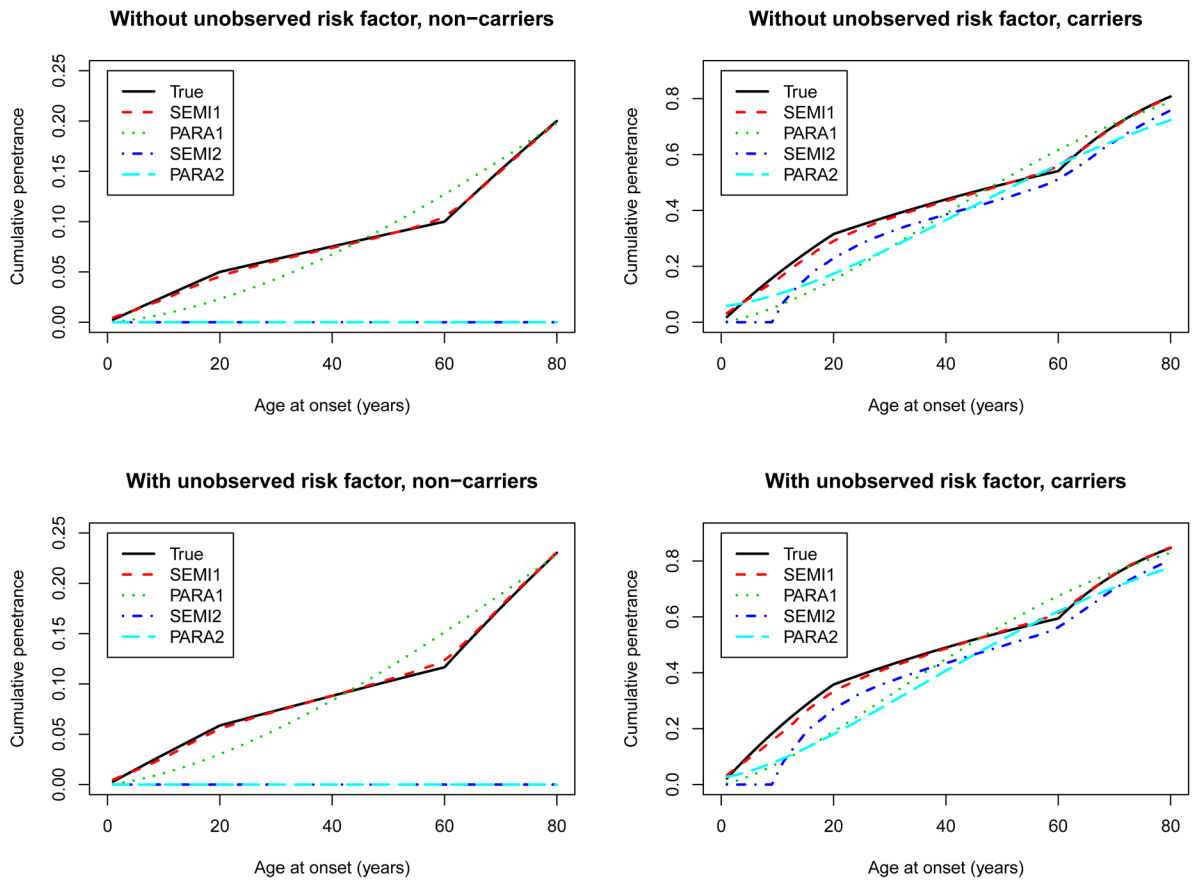 Without unobserved risk factor, non−carriers
Cumulative penetrance
0.00 0.05 0.10 0.15 0.20 0.25
True
SEMI1
PARA1
SEMI2
PARA2
0 20 40 60 80
Age at onset (years)
Without unobserved risk factor, carriers
Cumulative penetrance
0.0 0.2 0.4 0.6 0.8
True
SEMI1
PARA1
SEMI2
PARA2
0 20 40 60 80
Age at onset (years)
With unobserved risk factor, non−carriers
Cumulative penetrance
0.00 0.05 0.10 0.15 0.20 0.25
True
SEMI1
PARA1
SEMI2
PARA2
0 20 40 60 80
Age at onset (years)
With unobserved risk factor, carriers
Cumulative penetrance
0.0 0.2 0.4 0.6 0.8
True
SEMI1
PARA1
SEMI2
PARA2
0 20 40 60 80
Age at onset (years)